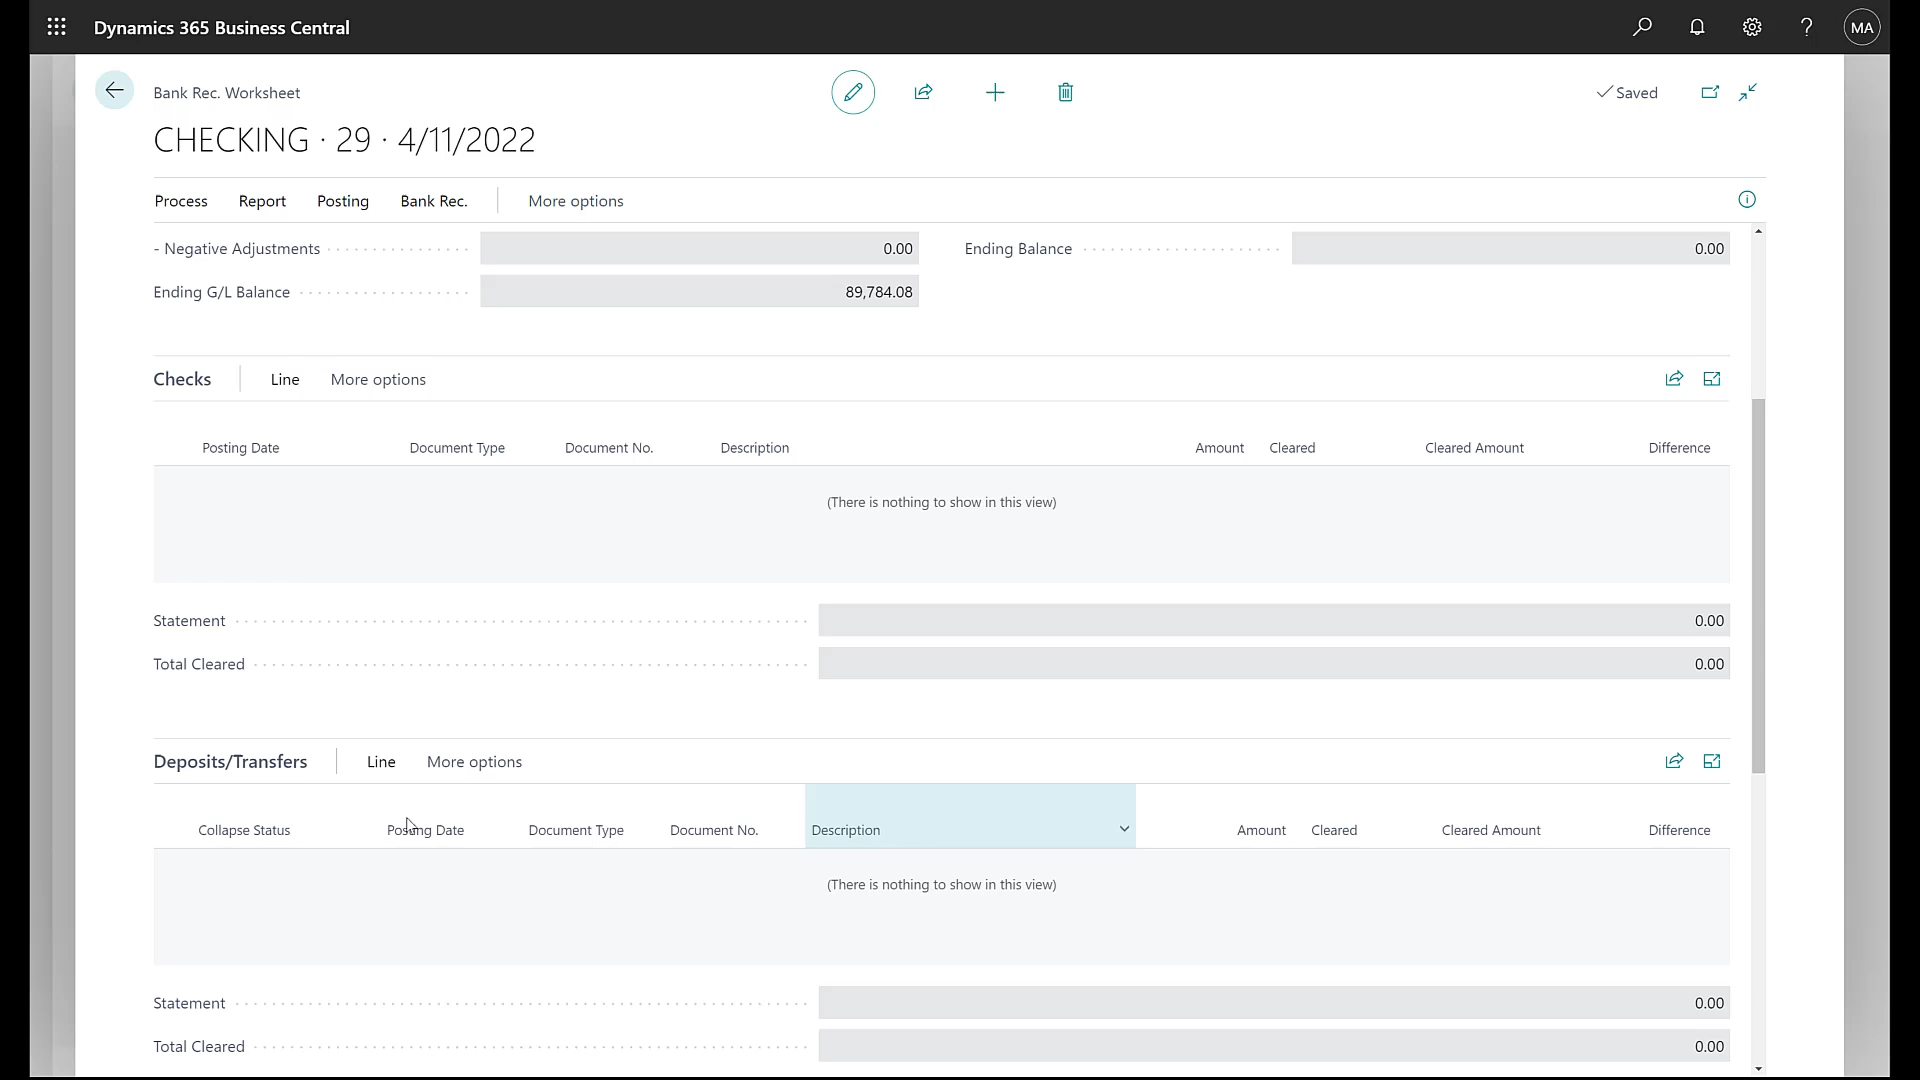 Dynamics 365 Business Central
?
MA
Bank Rec. Worksheet
Saved
CHECKING · 29 · 4/11/2022
Process Report Posting Bank Rec. More options
- Negative Adjustments 0.00 Ending Balance 0.00
Ending G/L Balance 89,784.08
Checks Line More options
Posting Date Document Type Document No. Description Amount Cleared Cleared Amount Difference
(There is nothing to show in this view)
Statement 0.00
Total Cleared 0.00
Deposits/Transfers Line More options
Collapse Status Posting Date Document Type Document No. Description Amount Cleared Cleared Amount Difference
(There is nothing to show in this view)
Statement 0.00
Total Cleared 0.00